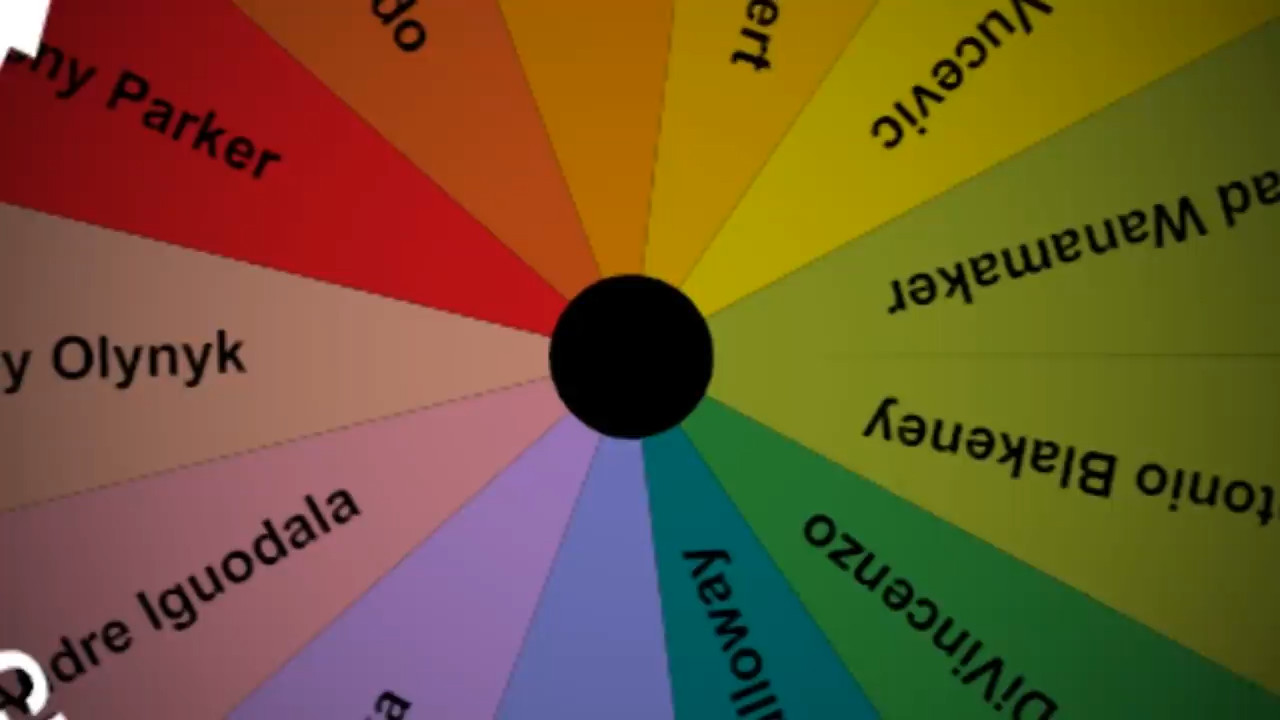 ny Parker
do
ert
Vucevic
ad Wanamaker
y Olynyk
tonio Blakeney
dre Iguodala
DiVincenzo
lloway